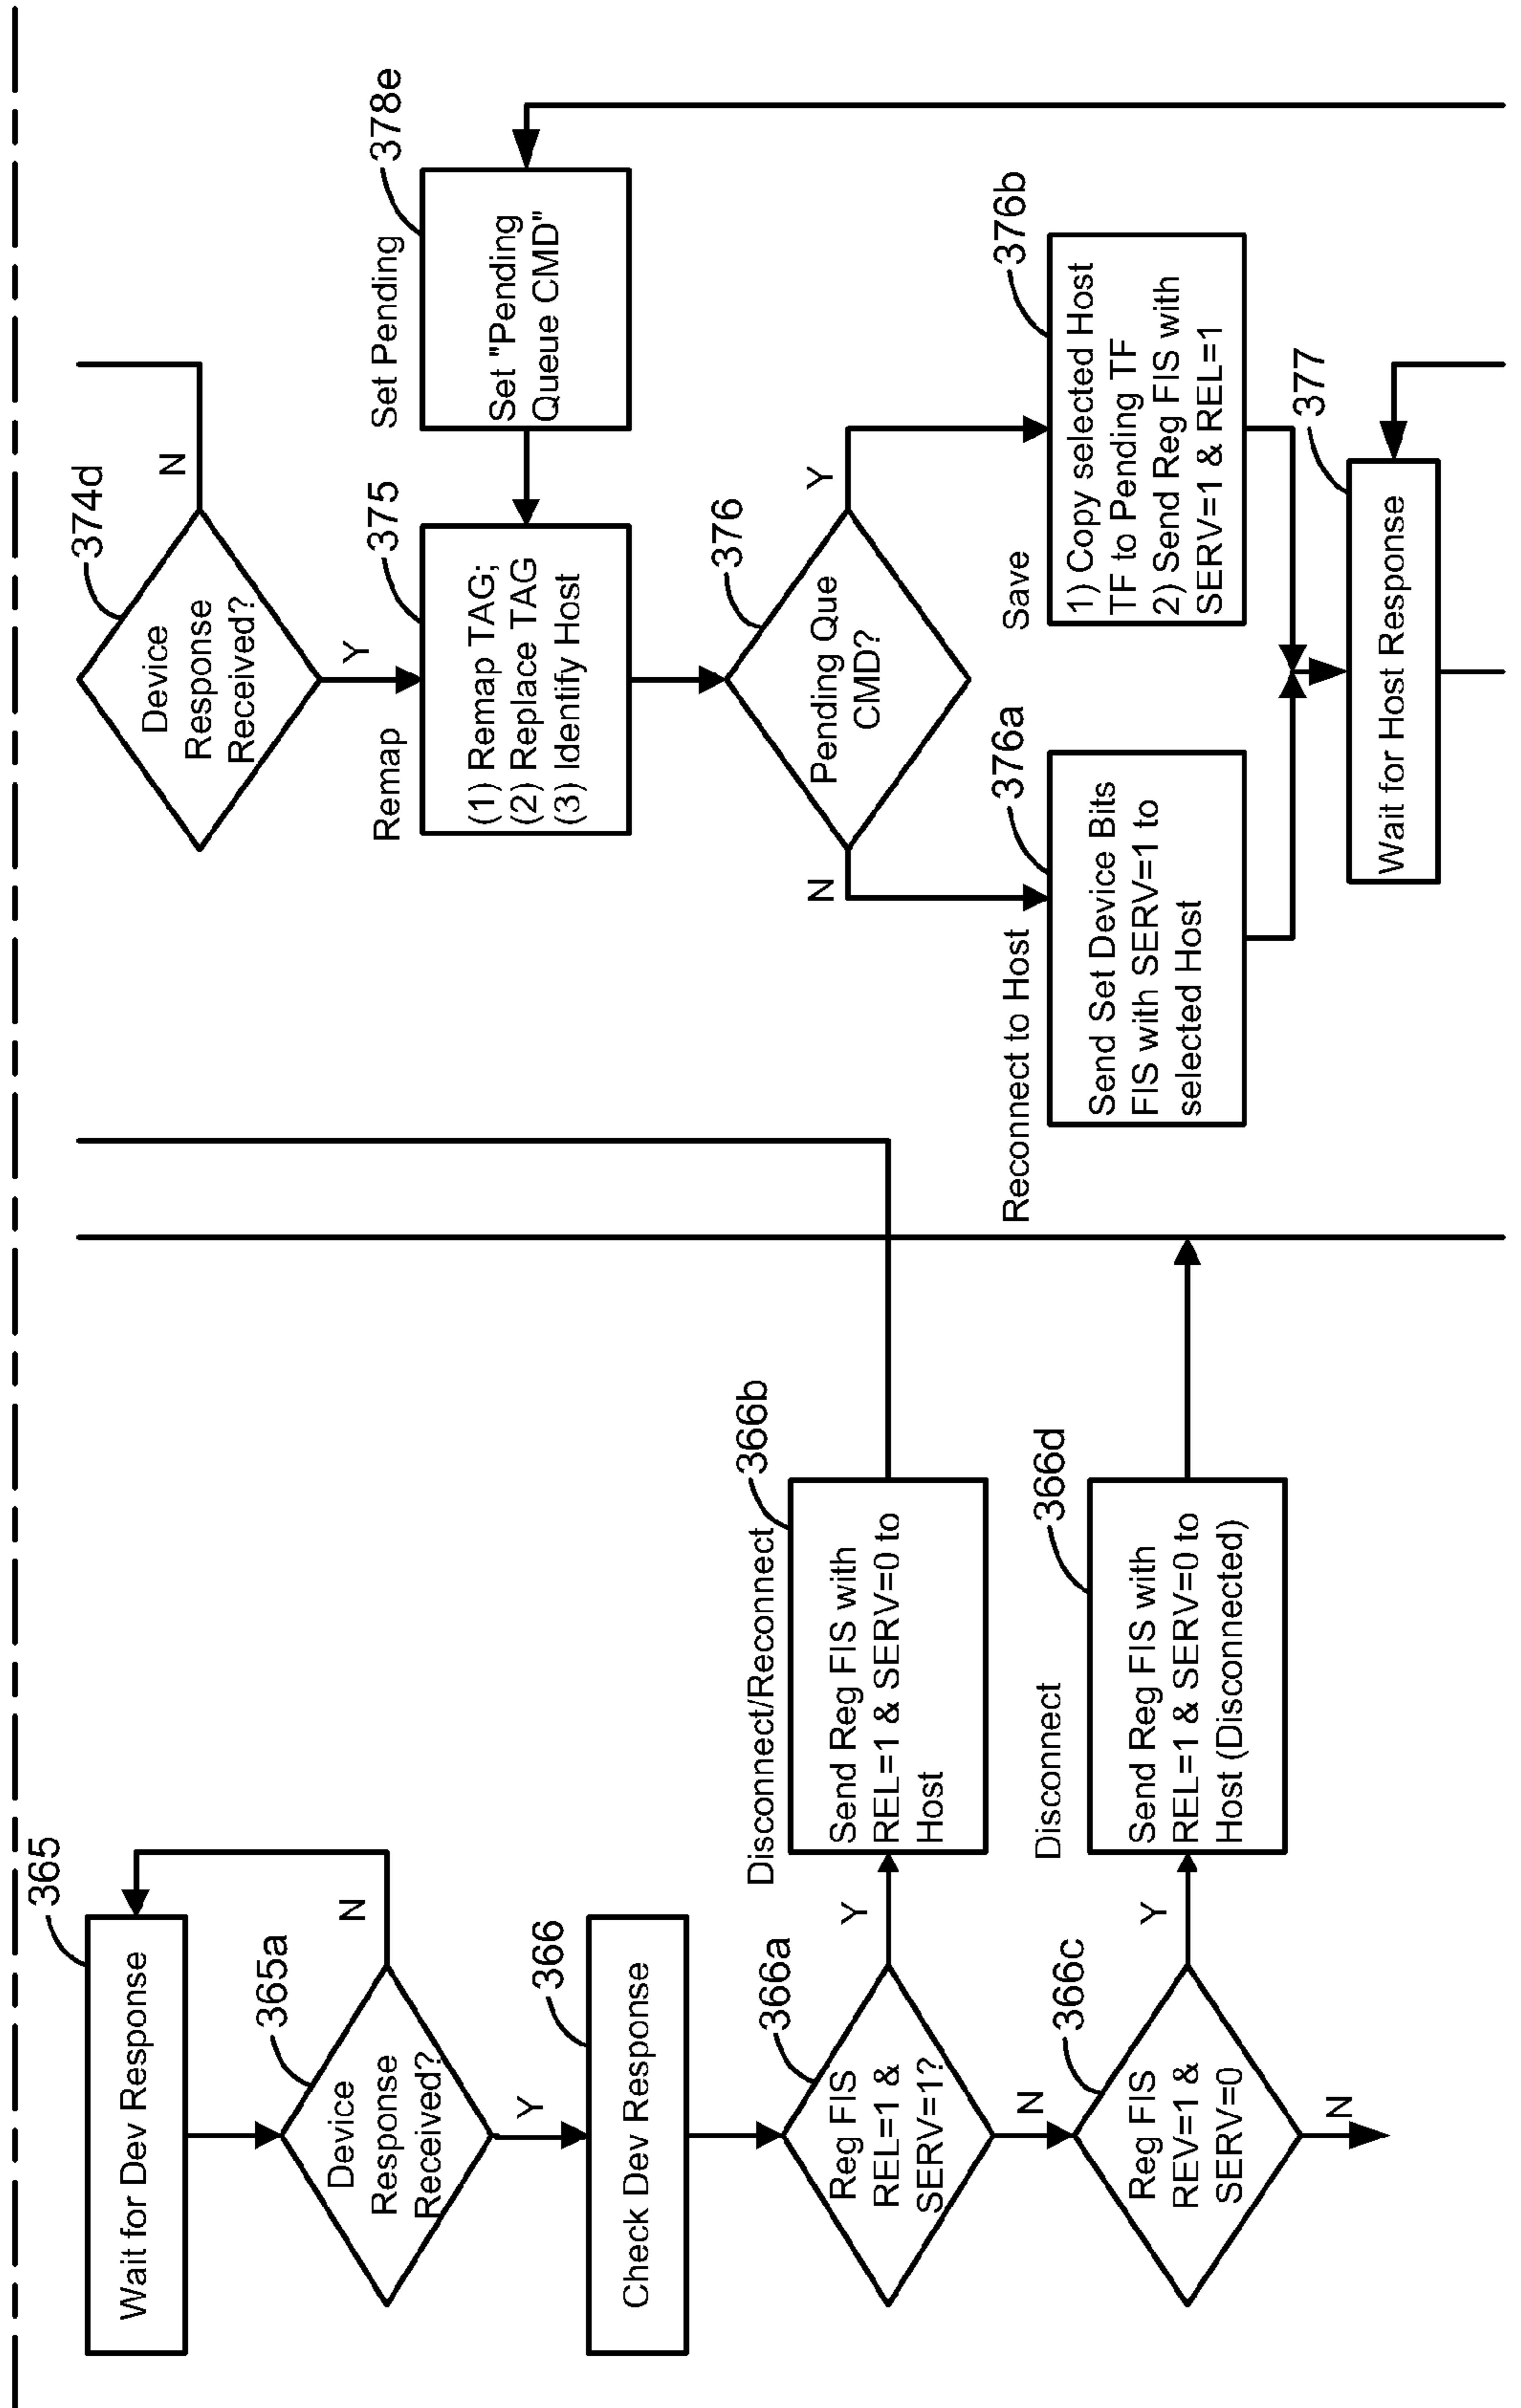 365
Wait for Dev Response
365a
Device
Response
Received?
N
Y
366
Check Dev Response
366a
Reg FIS
REL=1 &
SERV=1?
Y
N
Disconnect/Reconnect
366b
Send Reg FIS with
REL=1 & SERV=0 to
Host
366c
Reg FIS
REV=1 &
SERV=0
Y
N
Disconnect
366d
Send Reg FIS with
REL=1 & SERV=0 to
Host (Disconnected)
374d
Device
Response
Received?
N
Y
Remap
375
(1) Remap TAG;
(2) Replace TAG
(3) Identify Host
Set Pending
378e
Set "Pending
Queue CMD"
376
Pending Que
CMD?
N
Y
Reconnect to Host
376a
Send Set Device Bits
FIS with SERV=1 to
selected Host
Save
376b
1) Copy selected Host
TF to Pending TF
2) Send Reg FIS with
SERV=1 & REL=1
377
Wait for Host Response